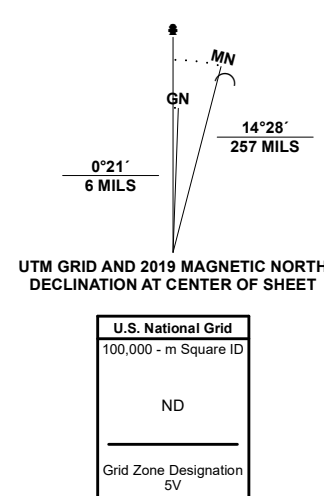 MN
GN
14°28´
257 MILS
0°21´
6 MILS
UTM GRID AND 2019 MAGNETIC NORTH
DECLINATION AT CENTER OF SHEET
U.S. National Grid
100,000 - m Square ID
ND
Grid Zone Designation
5V